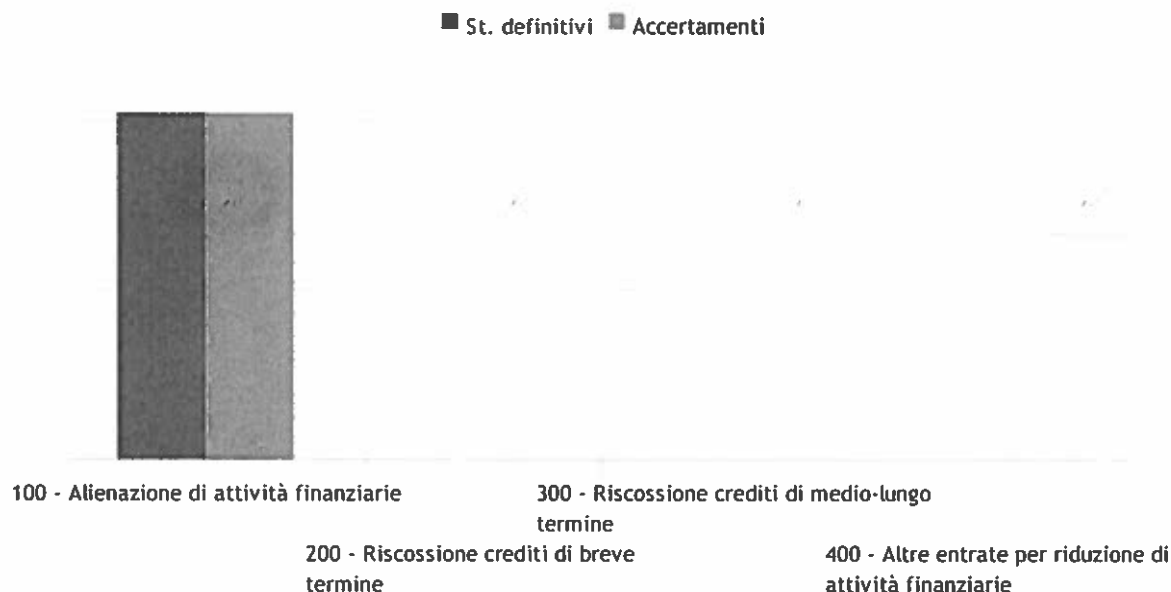 St. definitivi Accertamenti
100 - Alienazione di attività finanziarie
300 - Riscossione crediti di medio-lungo
termine
200 - Riscossione crediti di breve
termine
400 - Altre entrate per riduzione di
attività finanziarie